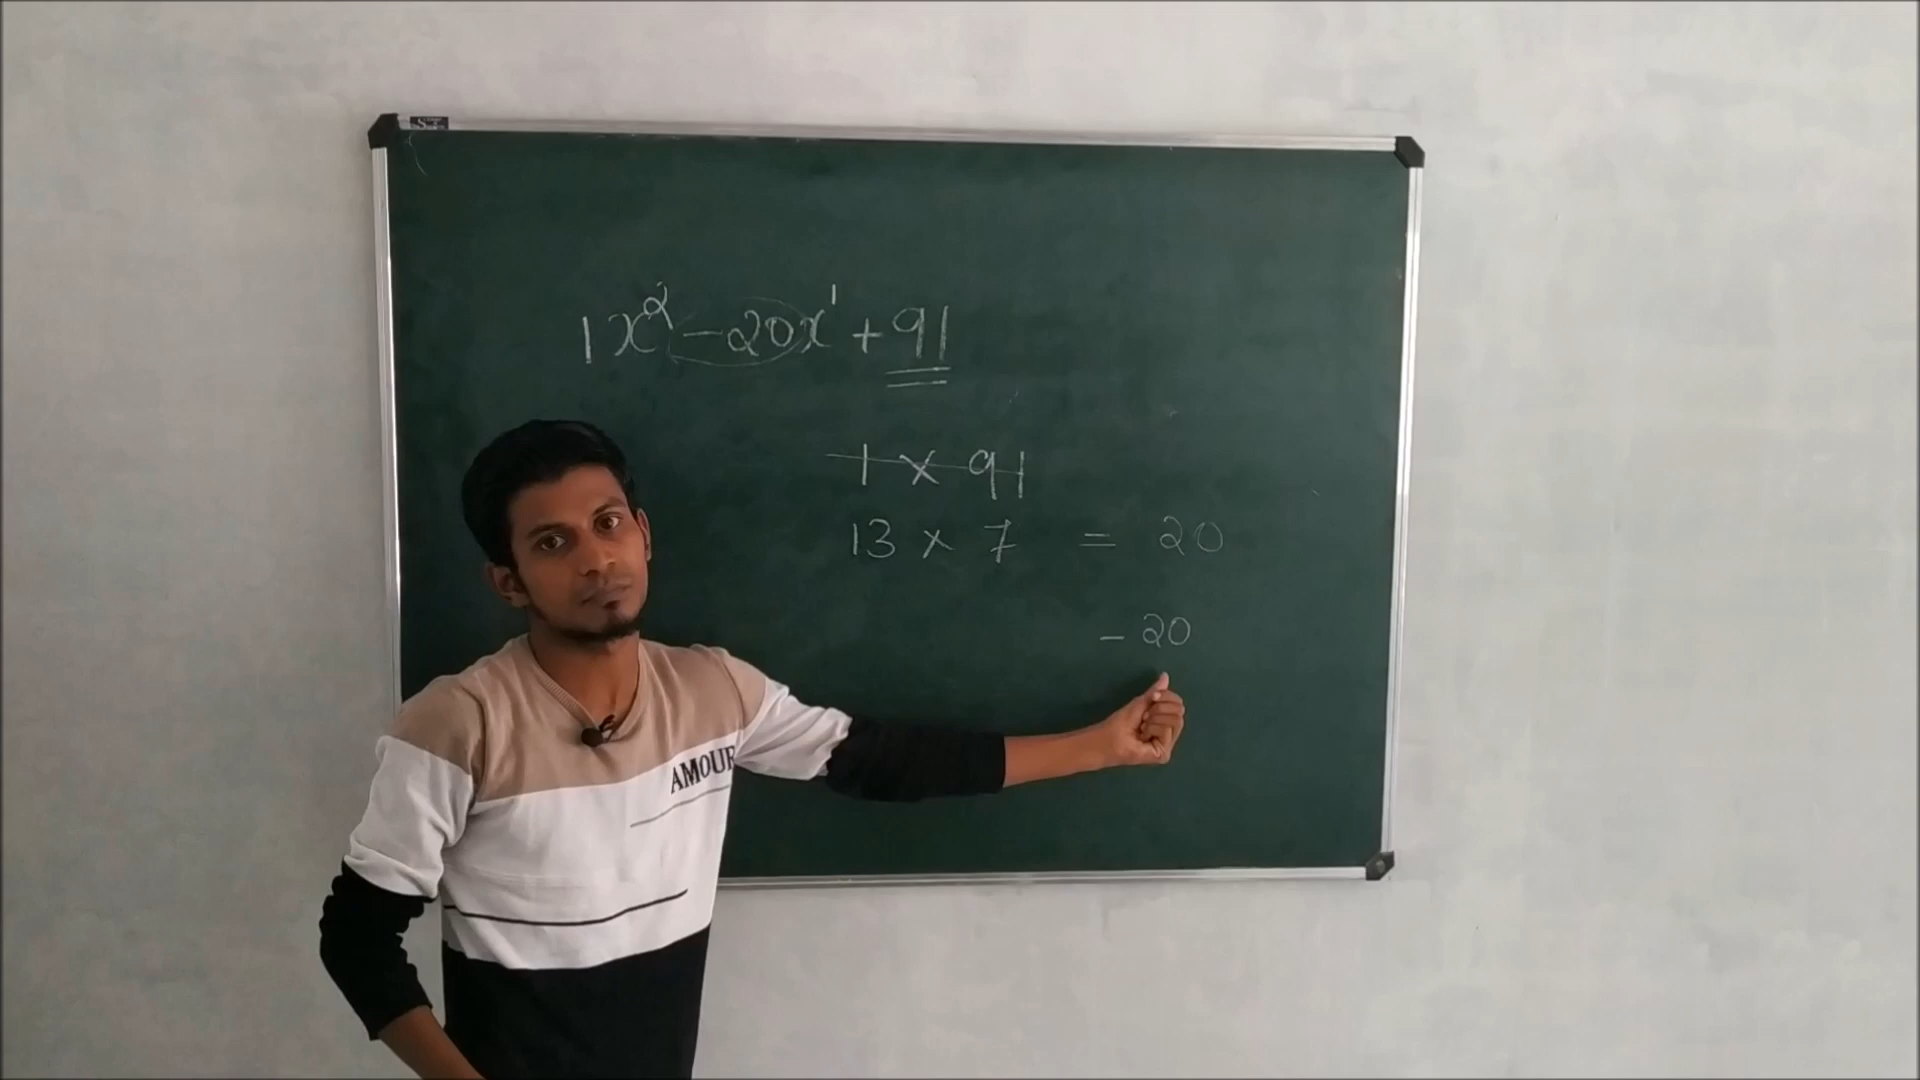 1x² - 20x¹ + 91
1 × 91
13 × 7 = 20
- 20
AMOUR